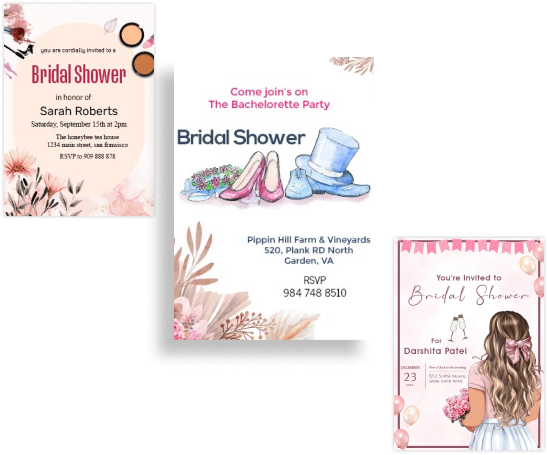 you are cordially invited to a
Bridal Shower
in honor of
Sarah Roberts
Saturday, September 15th at 2pm
The honeybee tea house
1234 main street, san fransisco
RSVP to 909 888 878
Come join's on
The Bachelorette Party
Bridal Shower
Pippin Hill Farm & Vineyards
520, Plank RD North
Garden, VA
RSVP
984 748 8510
You're Invited to
Bridal Shower
For
Darshita Patel
DECEMBER
23